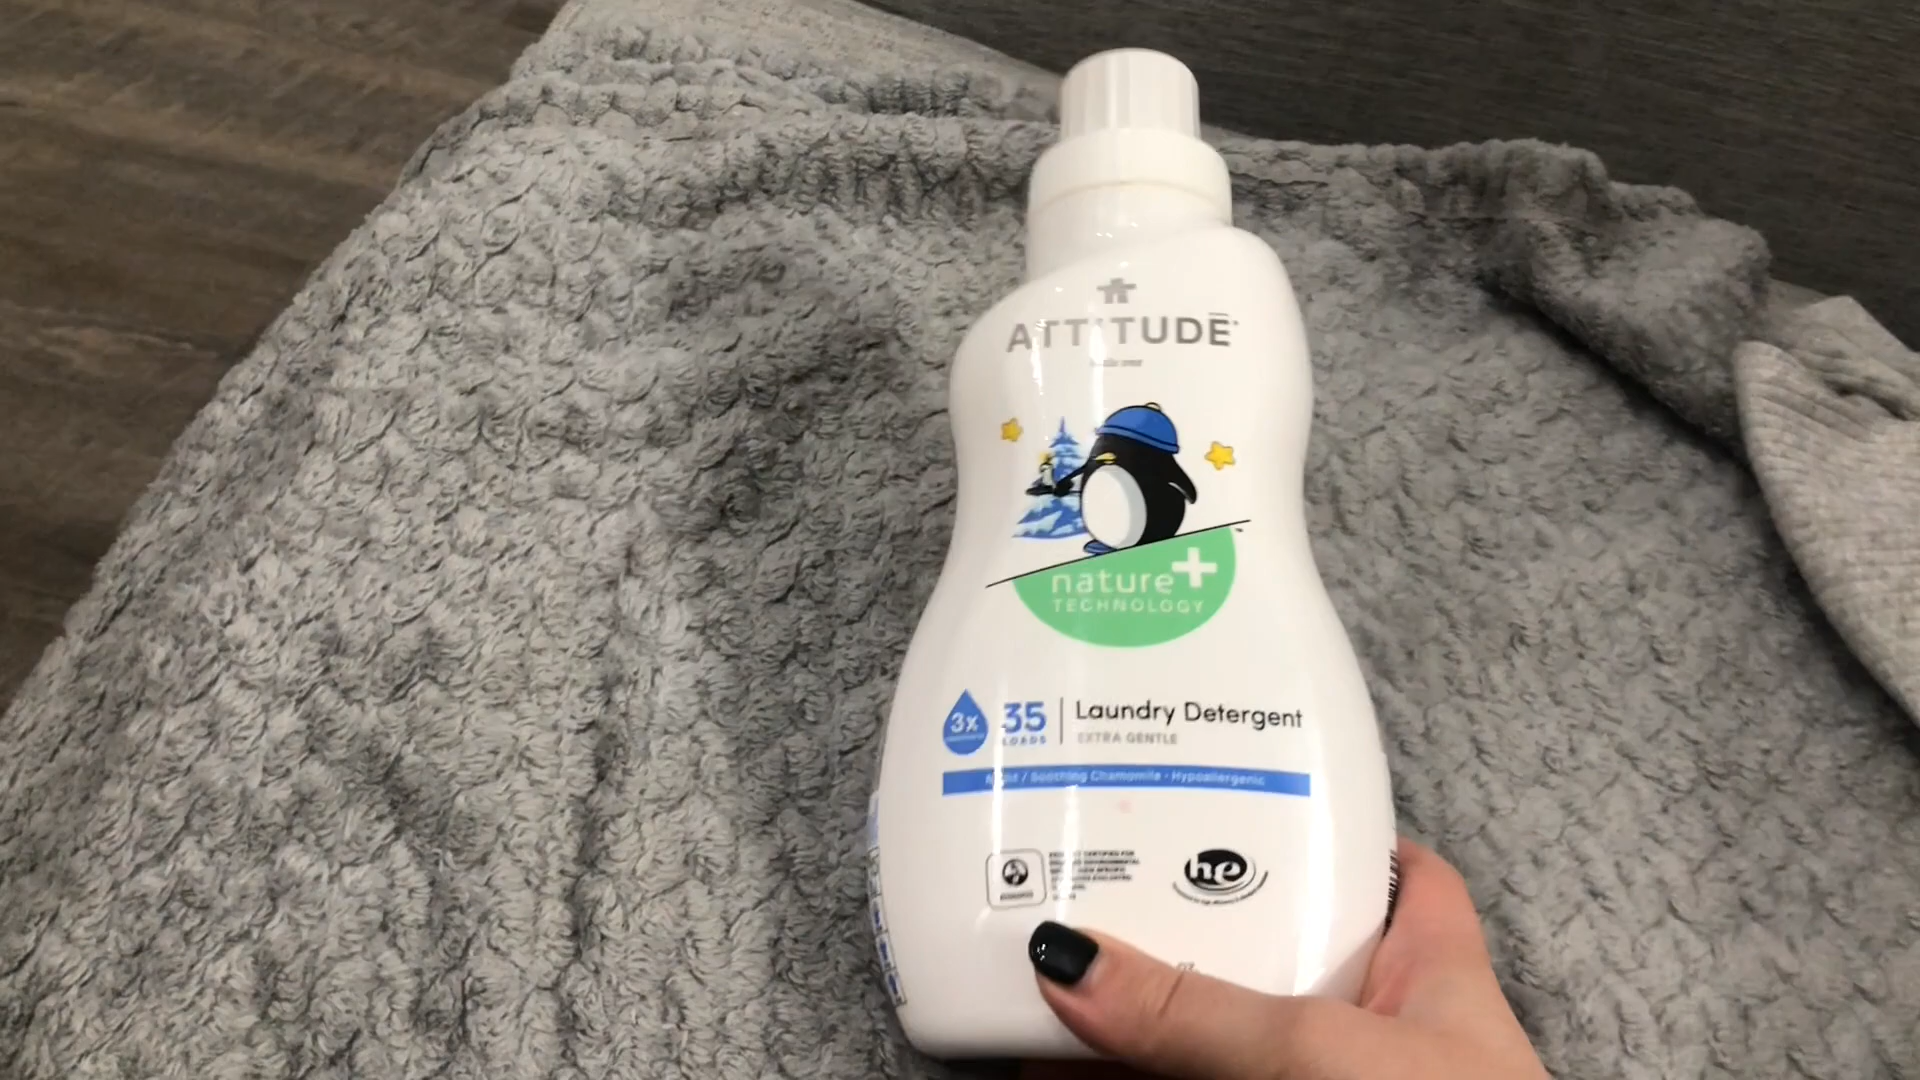 ATTITUDE
nature+
TECHNOLOGY
3x
35
LOADS
Laundry Detergent
EXTRA GENTLE
Soothing Chamomile - Hypoallergenic
he